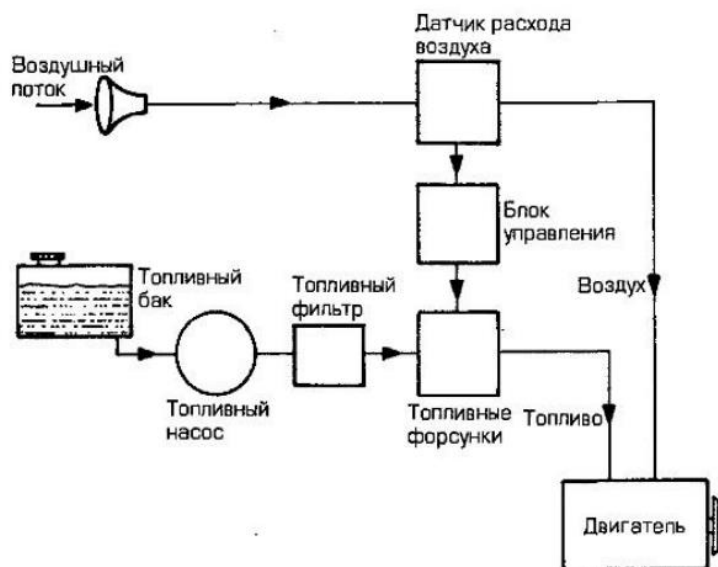 Датчик расхода
воздуха
Воздушный
поток
Блок
управления
Воздух
Топливный
бак
Топливный
фильтр
Топливный
насос
Топливные
форсунки
Топливо
Двигатель